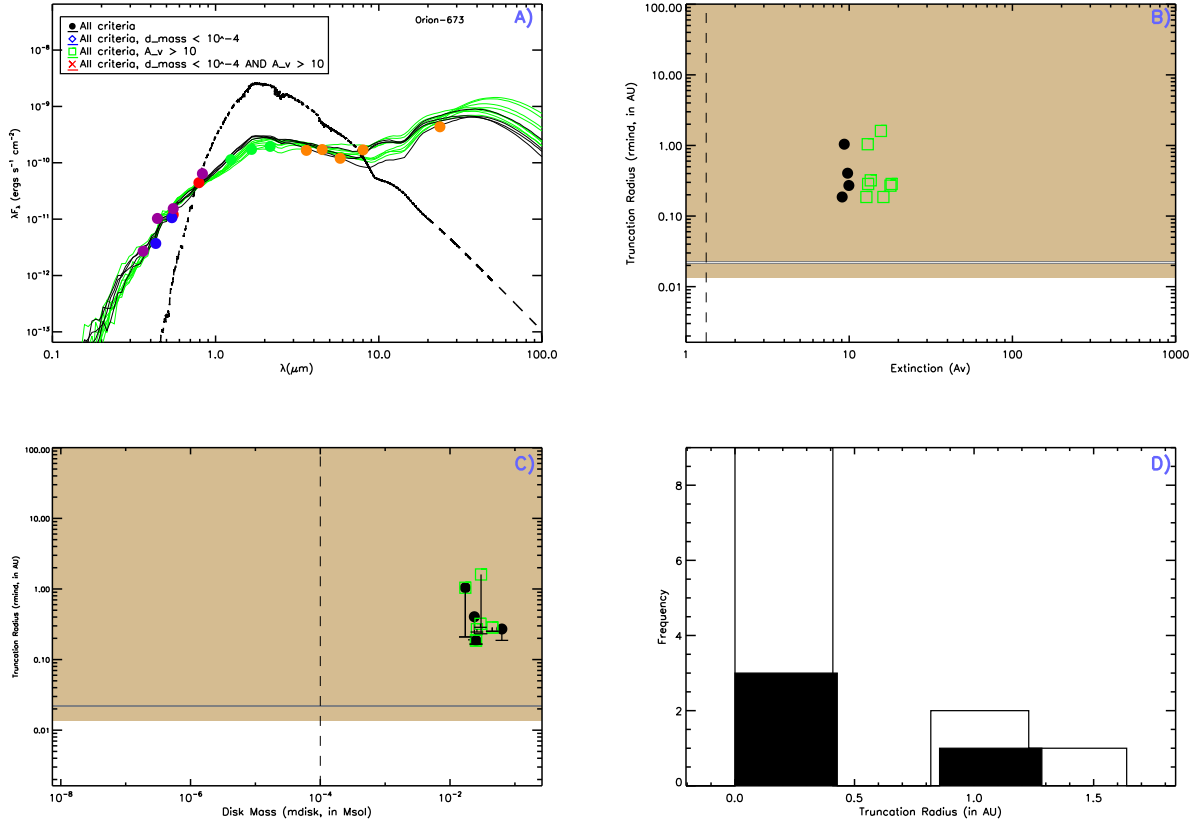 A)
Orion-673
All criteria
All criteria, d_mass < 10^-4
All criteria, A_v > 10
All criteria, d_mass < 10^-4 AND A_v > 10
λFλ (ergs s⁻¹ cm⁻²)
10⁻⁸
10⁻⁹
10⁻¹⁰
10⁻¹¹
10⁻¹²
10⁻¹³
0.1 1.0 10.0 100.0
λ(μm)
B)
Truncation Radius (rmind, in AU)
100.00
10.00
1.00
0.10
0.01
1 10 100 1000
Extinction (Av)
C)
Truncation Radius (rmind, in AU)
100.00
10.00
1.00
0.10
0.01
10⁻⁸ 10⁻⁶ 10⁻⁴ 10⁻²
Disk Mass (mdisk, in Msol)
D)
Frequency
8
6
4
2
0
0.0 0.5 1.0 1.5
Truncation Radius (in AU)